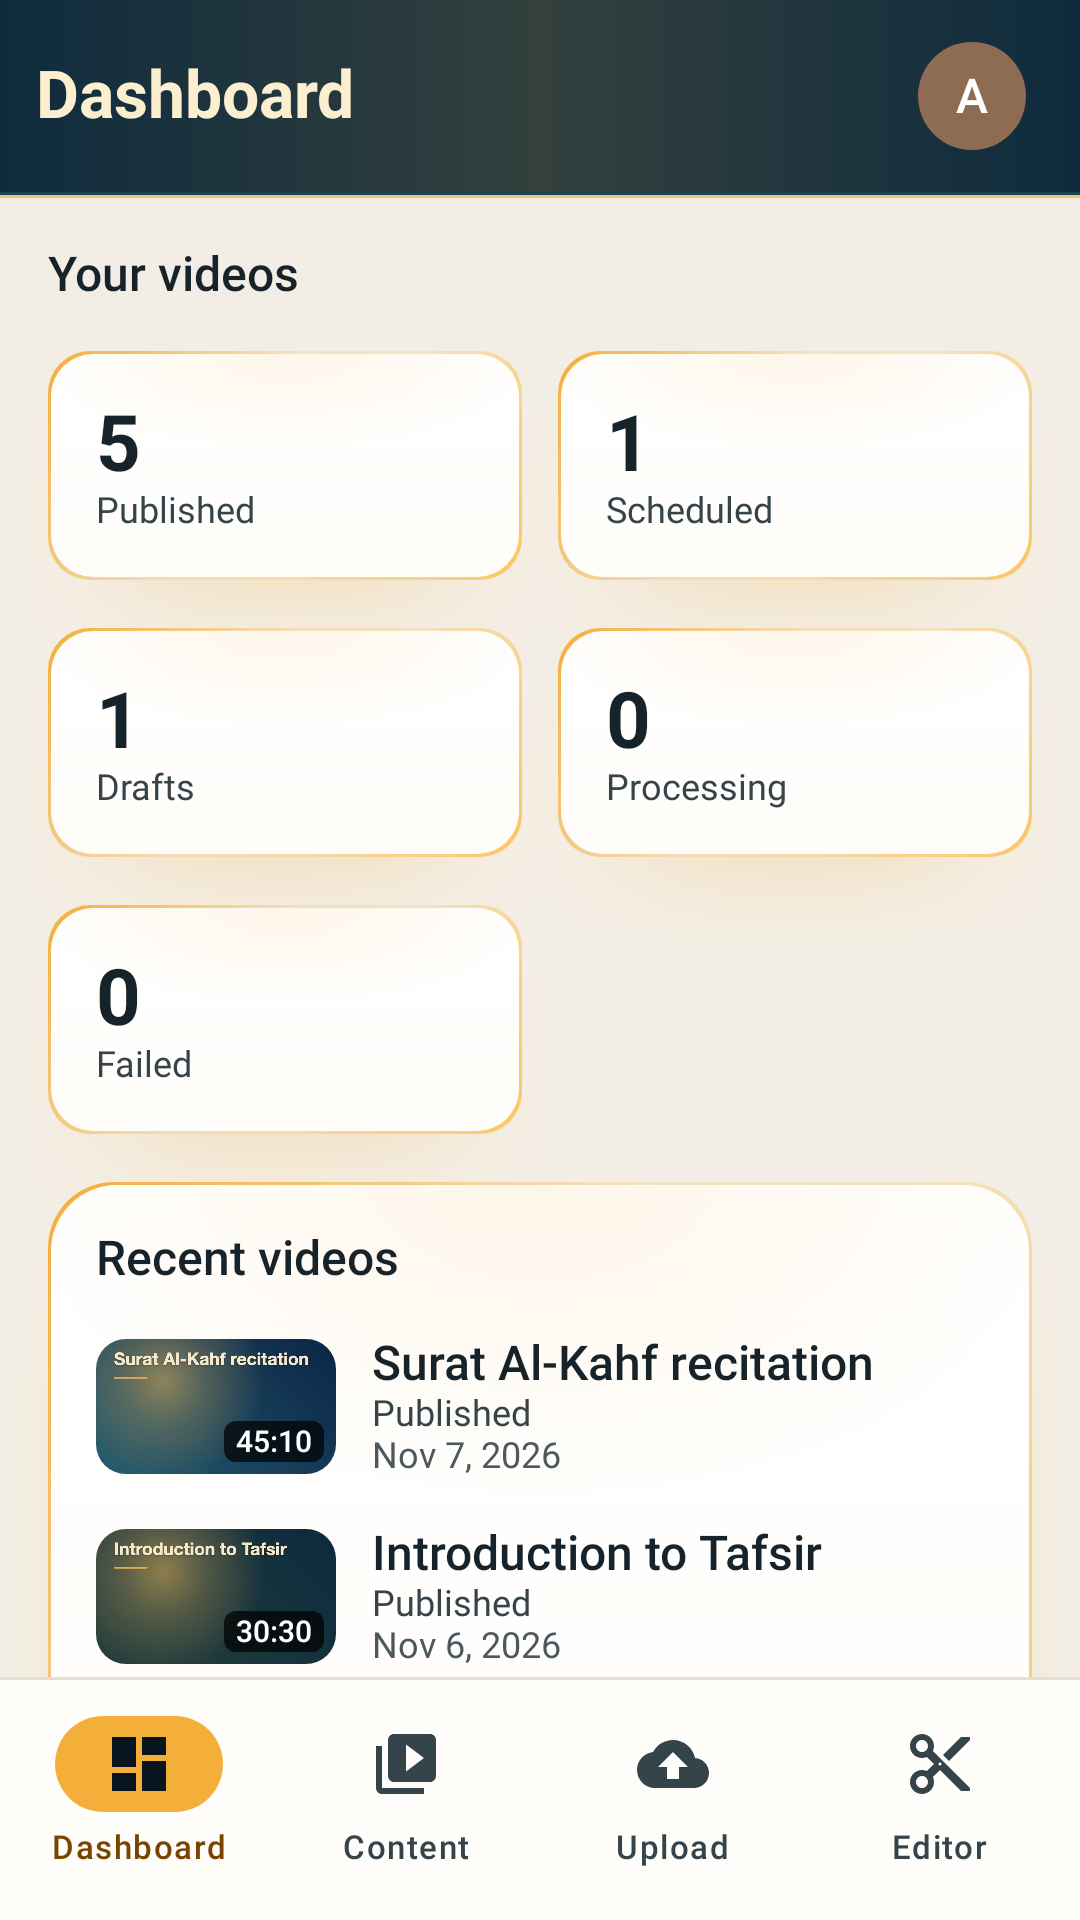 Dashboard
A
Your videos
5
Published
1
Scheduled
1
Drafts
0
Processing
0
Failed
Recent videos
Surat Al-Kahf recitation
45:10
Surat Al-Kahf recitation
Published
Nov 7, 2026
Introduction to Tafsir
30:30
Introduction to Tafsir
Published
Nov 6, 2026
Dashboard
Content
Upload
Editor